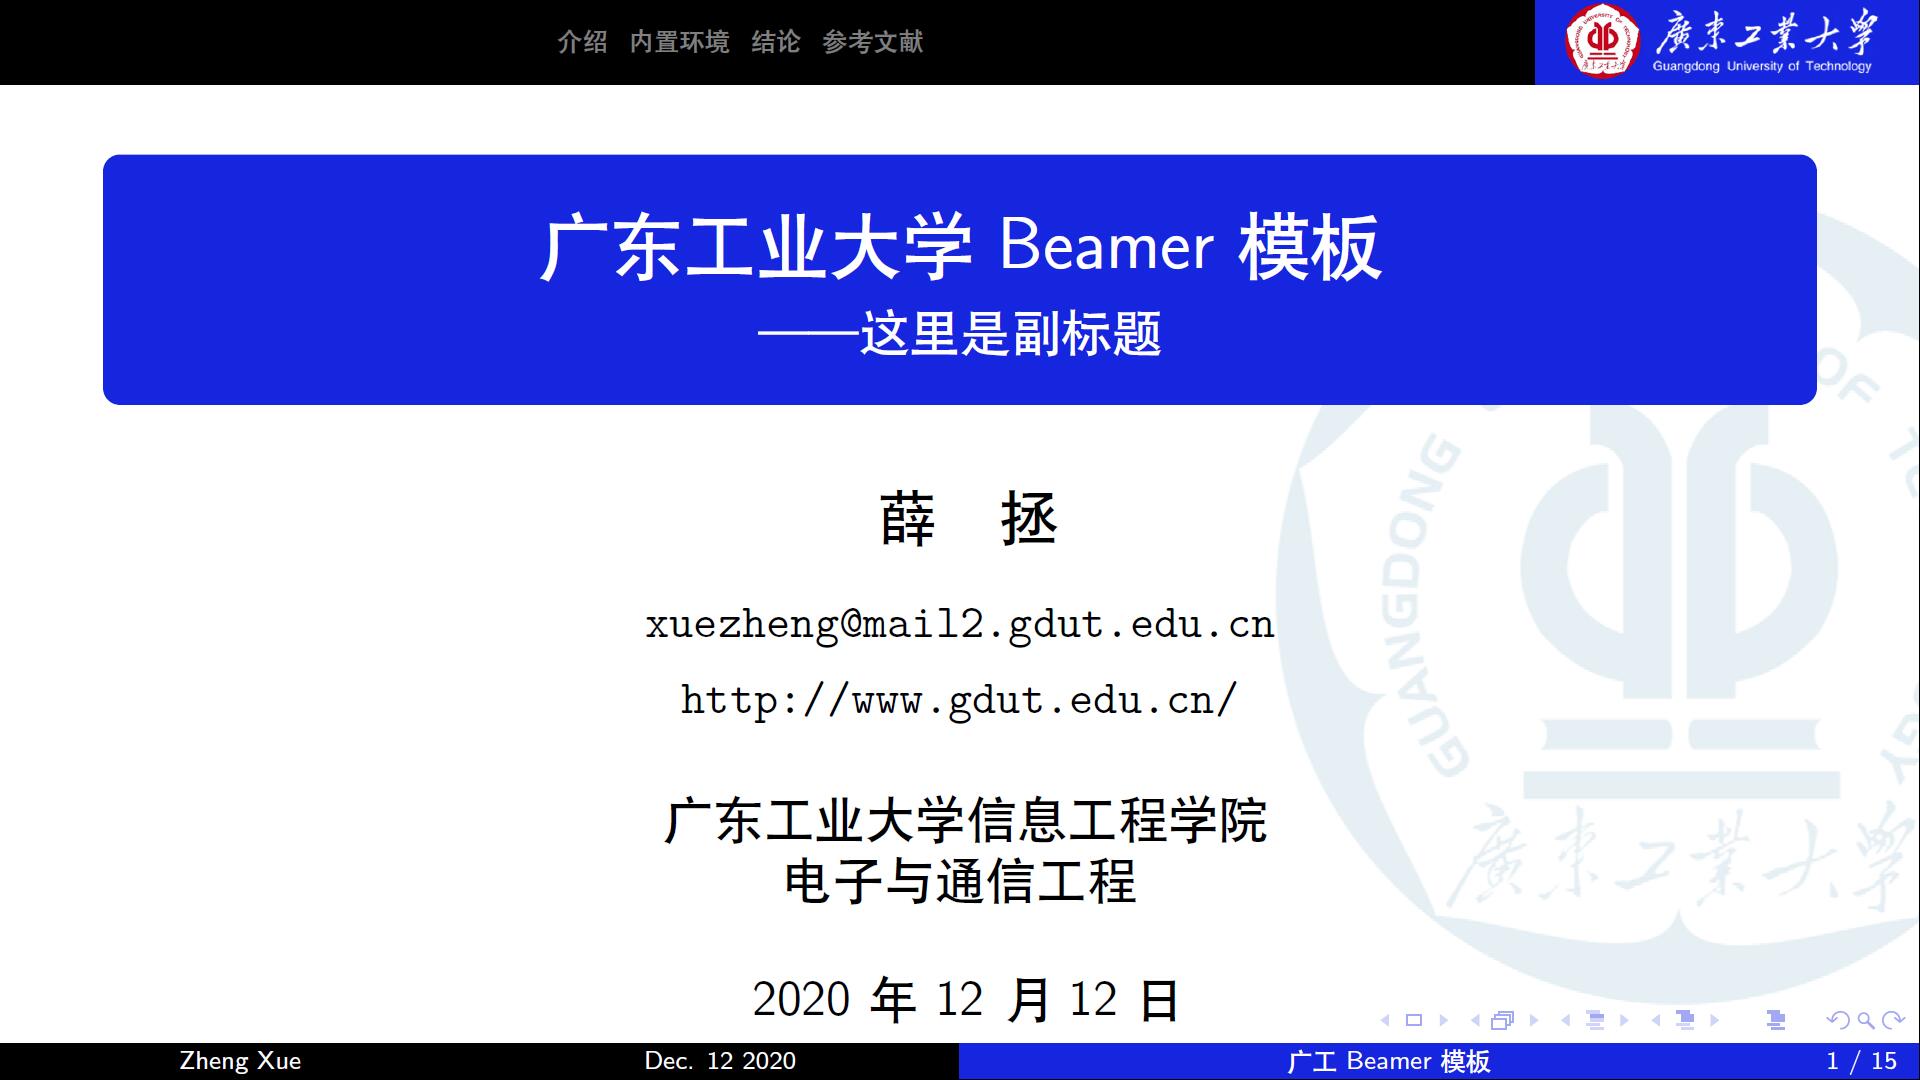 介绍 内置环境 结论 参考文献
廣東工業大學
Guangdong University of Technology
广东工业大学 Beamer 模板
——这里是副标题
薛 拯
xuezheng@mail2.gdut.edu.cn
http://www.gdut.edu.cn/
广东工业大学信息工程学院
电子与通信工程
2020 年 12 月 12 日
GUANGDONG
OF
廣東工業大學
Zheng Xue Dec. 12 2020 广工 Beamer 模板 1 / 15